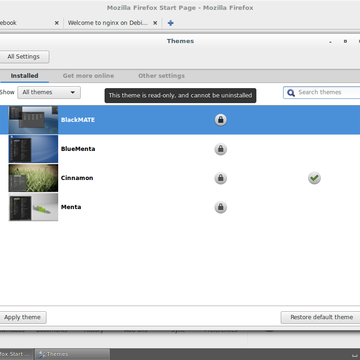 Mozilla Firefox Start Page - Mozilla Firefox
ebook
Welcome to nginx on Debi...
Themes
All Settings
Installed
Get more online
Other settings
Show
All themes
This theme is read-only, and cannot be uninstalled
Search themes
BlackMATE
BlueMenta
Cinnamon
Menta
Apply theme
Restore default theme
fox Start ...
Themes